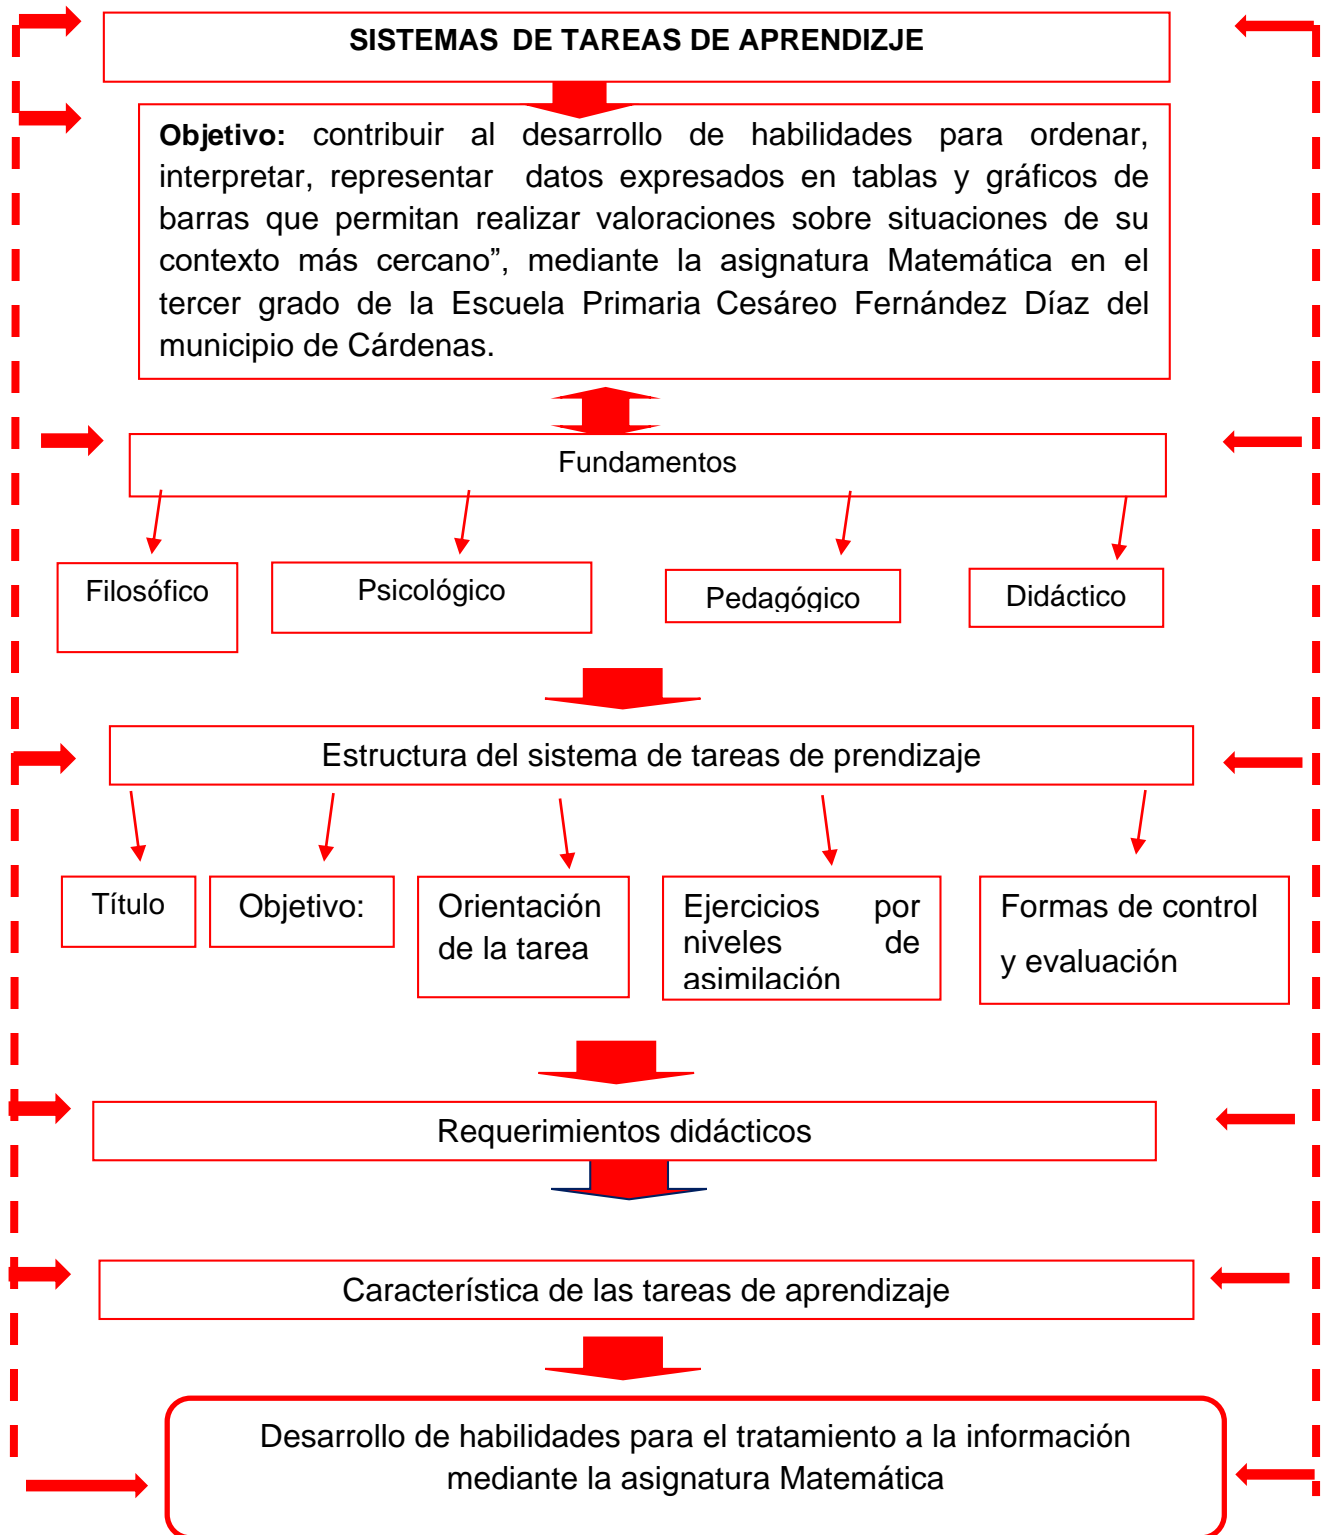 SISTEMAS DE TAREAS DE APRENDIZJE
Objetivo: contribuir al desarrollo de habilidades para ordenar,
interpretar, representar datos expresados en tablas y gráficos de
barras que permitan realizar valoraciones sobre situaciones de su
contexto más cercano”, mediante la asignatura Matemática en el
tercer grado de la Escuela Primaria Cesáreo Fernández Díaz del
municipio de Cárdenas.
Fundamentos
Filosófico
Psicológico
Pedagógico
Didáctico
Estructura del sistema de tareas de prendizaje
Título
Objetivo:
Orientación
de la tarea
Ejercicios por
niveles de
asimilación
Formas de control
y evaluación
Requerimientos didácticos
Característica de las tareas de aprendizaje
Desarrollo de habilidades para el tratamiento a la información
mediante la asignatura Matemática